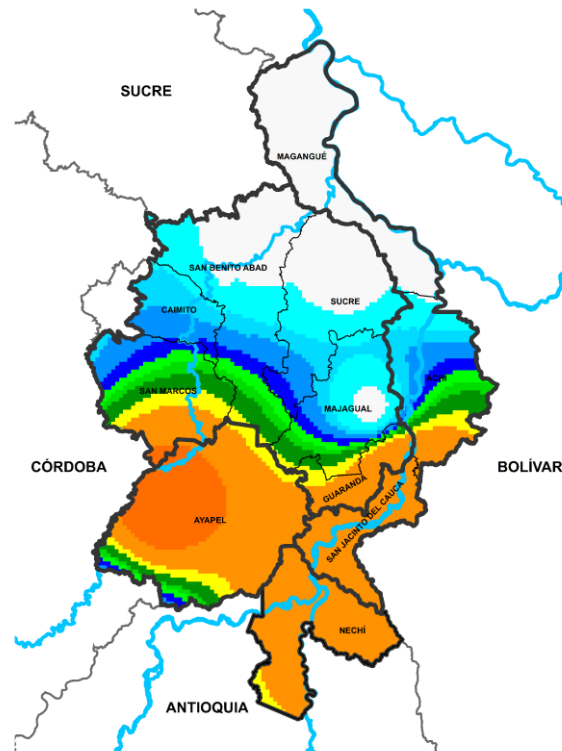 SUCRE
MAGANGUÉ
SAN BENITO ABAD
SUCRE
CAIMITO
ACHÍ
SAN MARCOS
MAJAGUAL
CÓRDOBA
BOLÍVAR
GUARANDA
AYAPEL
SAN JACINTO DEL CAUCA
NECHÍ
ANTIOQUIA